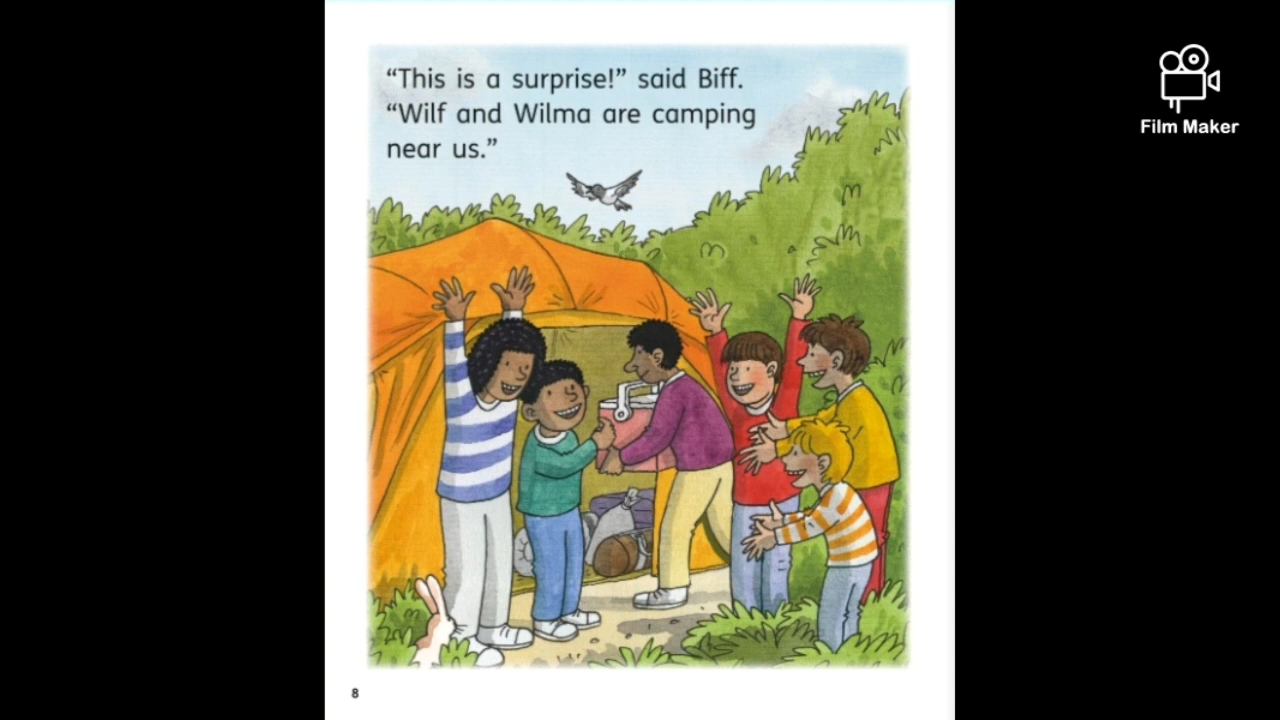 “This is a surprise!” said Biff.
“Wilf and Wilma are camping
near us.”
8
Film Maker